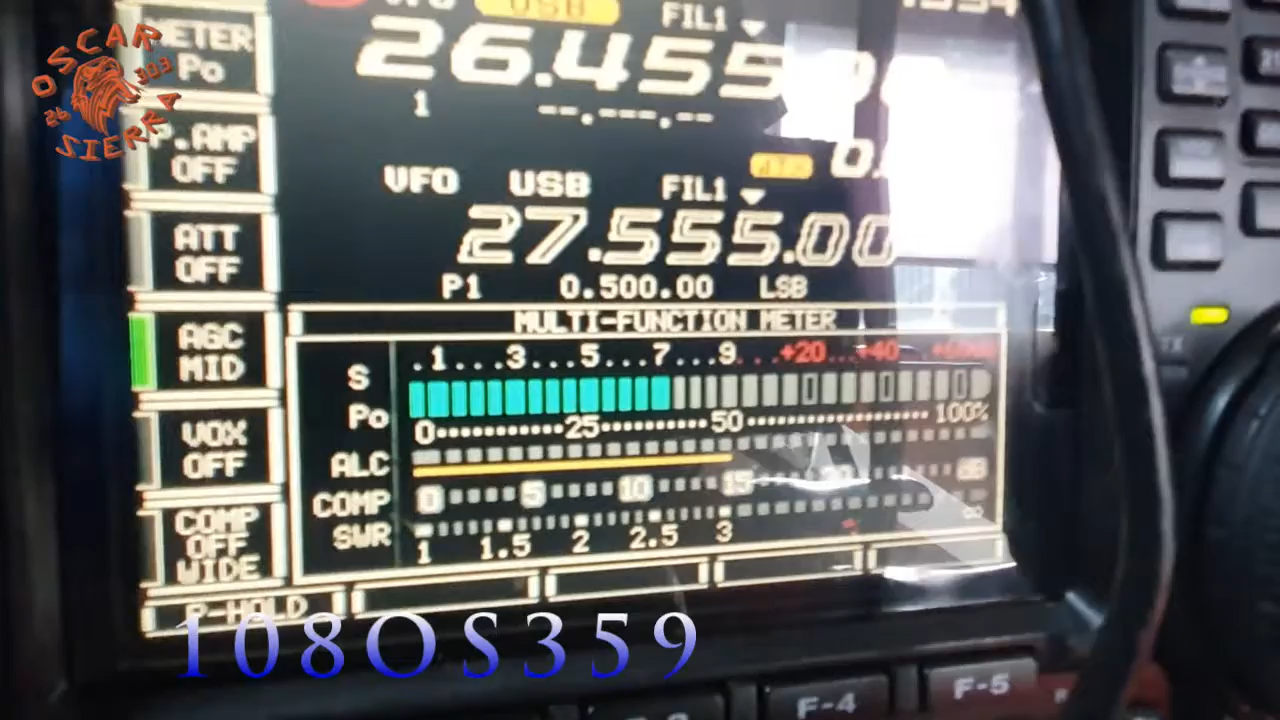 OSCAR
303
26
SIERRA
METER
Po
P.AMP
OFF
ATT
OFF
AGC
MID
VOX
OFF
COMP
OFF
WIDE
VFO USB FIL1
26.455
1 --.---.--
VFO USB FIL1
27.555.00
P1 0.500.00 LSB
MULTI-FUNCTION METER
S .1...3...5...7...9...+20...+40
Po 0 25 50 100%
ALC
COMP 0 5 10 15 20 dB
SWR 1 1.5 2 2.5 3 ∞
P-HOLD
108OS359
F-4
F-5
TX